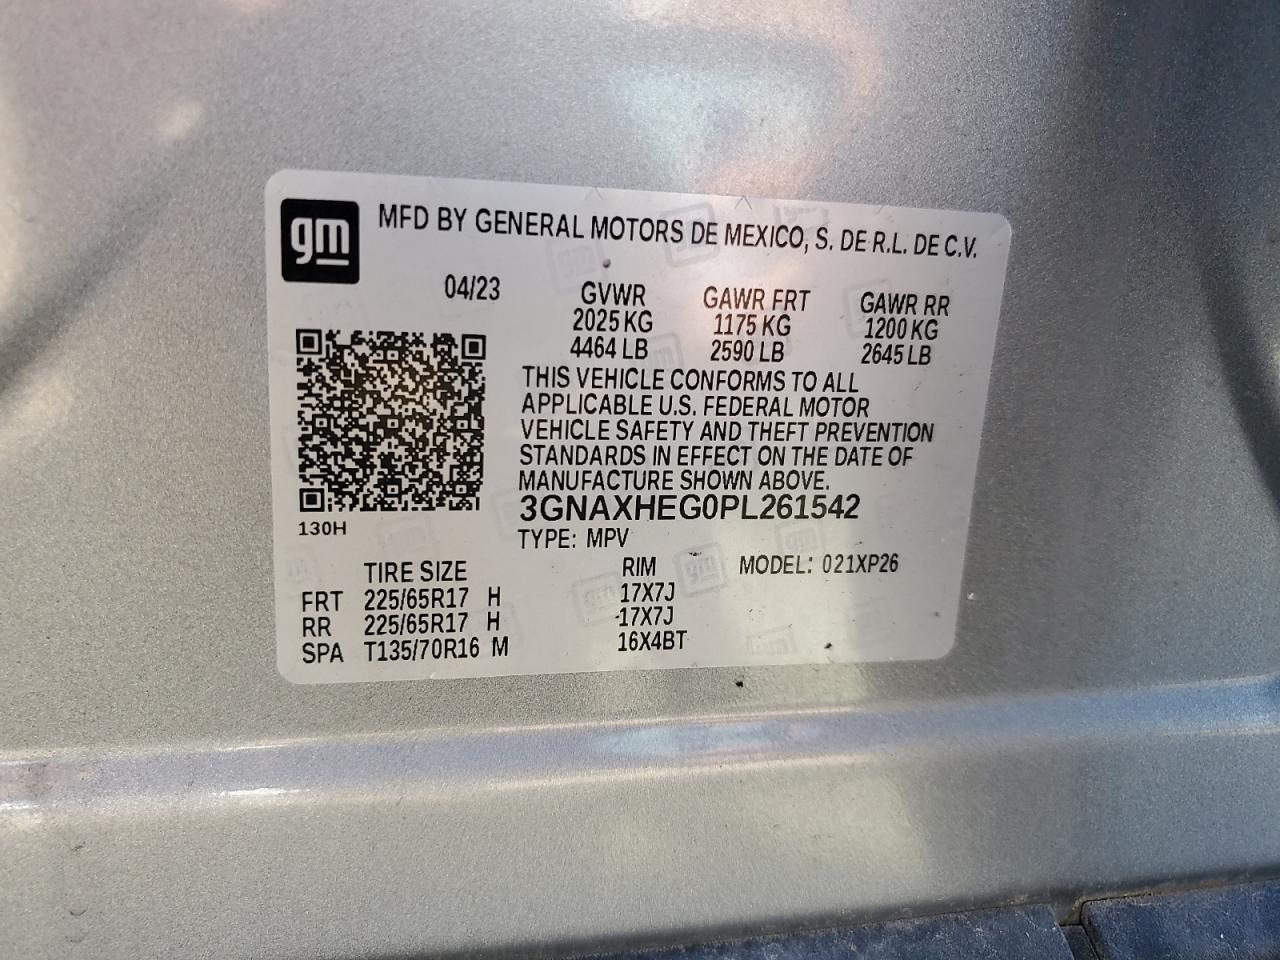 gm
MFD BY GENERAL MOTORS DE MEXICO, S. DE R.L. DE C.V.
04/23
GVWR GAWR FRT GAWR RR
2025 KG 1175 KG 1200 KG
4464 LB 2590 LB 2645 LB
THIS VEHICLE CONFORMS TO ALL
APPLICABLE U.S. FEDERAL MOTOR
VEHICLE SAFETY AND THEFT PREVENTION
STANDARDS IN EFFECT ON THE DATE OF
MANUFACTURE SHOWN ABOVE.
3GNAXHEG0PL261542
130H
TYPE: MPV
TIRE SIZE RIM MODEL: 021XP26
FRT 225/65R17 H 17X7J
RR 225/65R17 H 17X7J
SPA T135/70R16 M 16X4BT